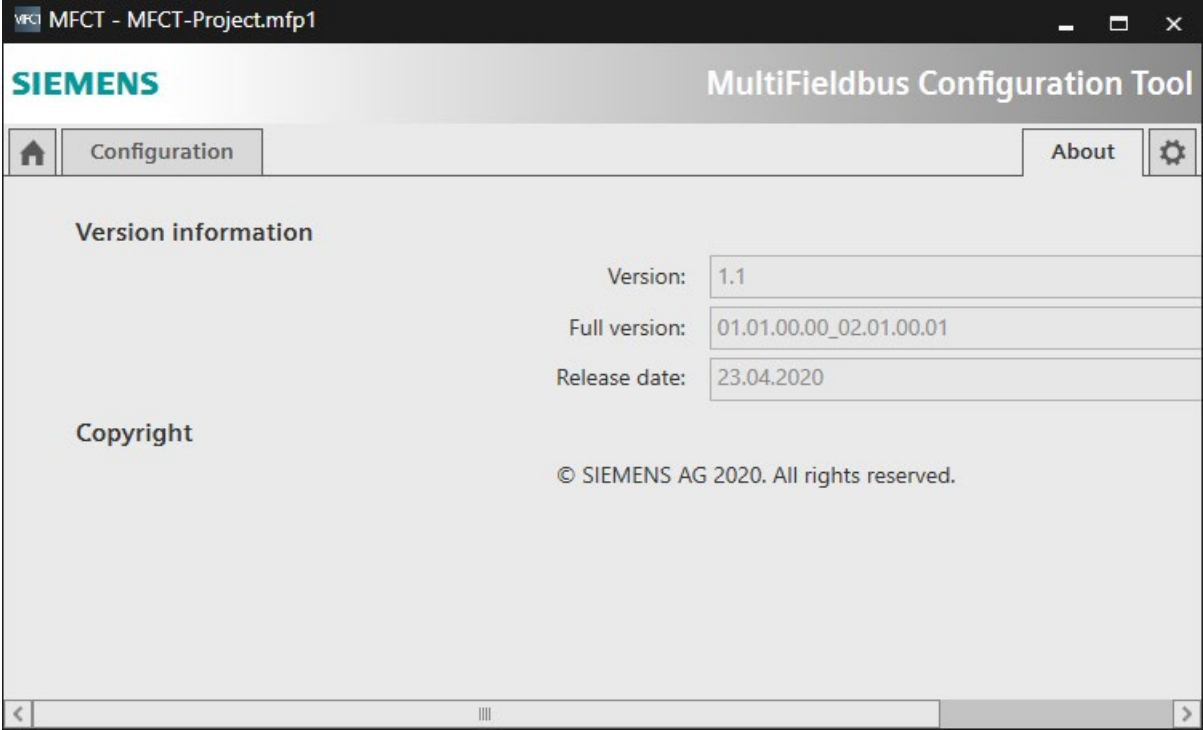 MFCT MFCT - MFCT-Project.mfp1
SIEMENS
MultiFieldbus Configuration Tool
Configuration
About
Version information
Version: 1.1
Full version: 01.01.00.00_02.01.00.01
Release date: 23.04.2020
Copyright
© SIEMENS AG 2020. All rights reserved.